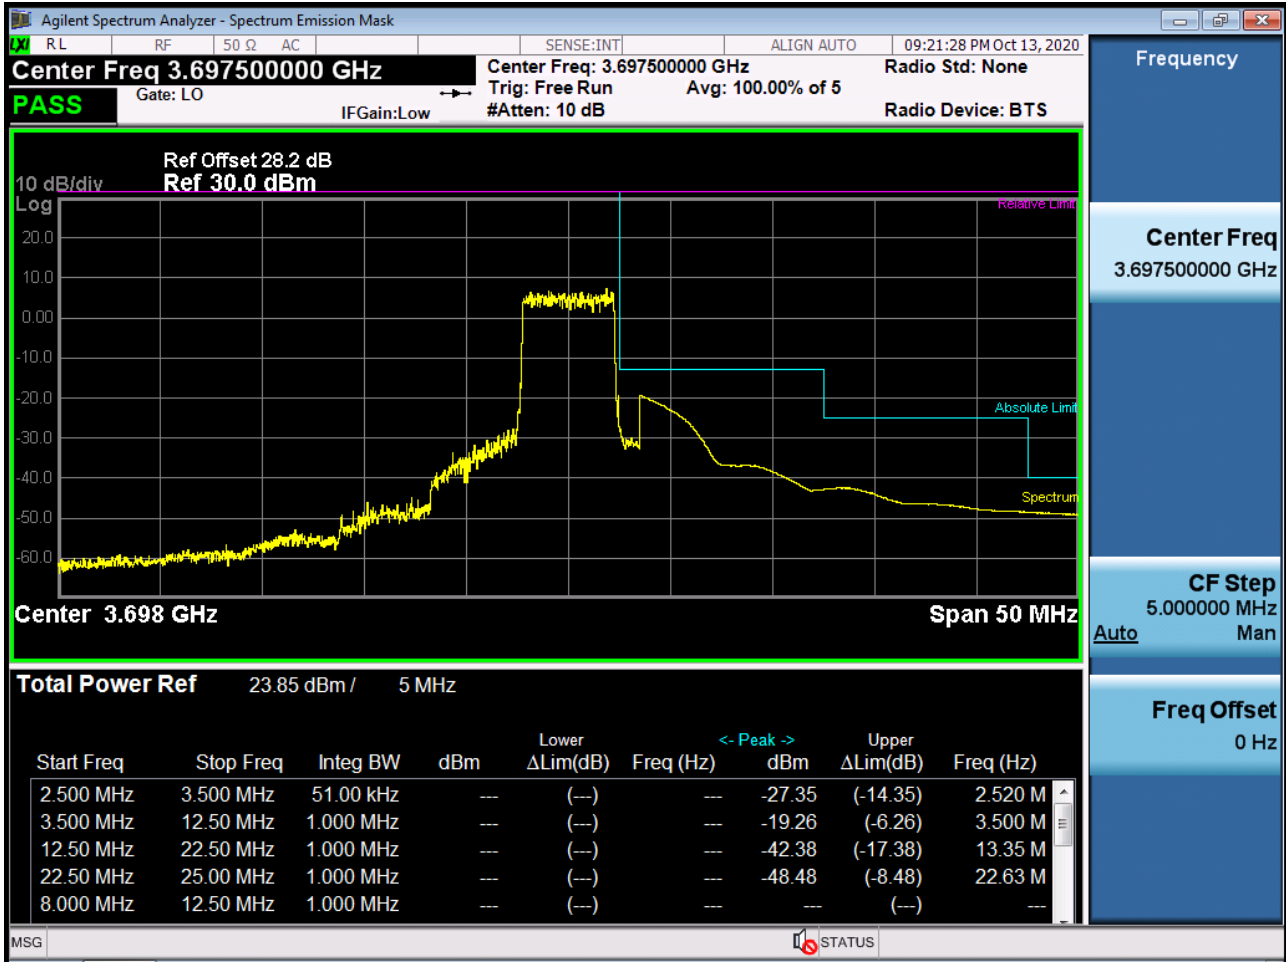 Agilent Spectrum Analyzer - Spectrum Emission Mask
LXI RL RF 50 Ω AC SENSE:INT ALIGN AUTO 09:21:28 PM Oct 13, 2020
Center Freq 3.697500000 GHz
Center Freq: 3.697500000 GHz
Radio Std: None
PASS
Gate: LO
Trig: Free Run
Avg: 100.00% of 5
IFGain:Low
#Atten: 10 dB
Radio Device: BTS
Ref Offset 28.2 dB
10 dB/div Ref 30.0 dBm
Log
Relative Limit
20.0
10.0
0.00
-10.0
-20.0
Absolute Limit
-30.0
-40.0
Spectrum
-50.0
-60.0
Center 3.698 GHz Span 50 MHz
Total Power Ref 23.85 dBm / 5 MHz
Lower <- Peak -> Upper
Start Freq Stop Freq Integ BW dBm ΔLim(dB) Freq (Hz) dBm ΔLim(dB) Freq (Hz)
2.500 MHz 3.500 MHz 51.00 kHz --- (---) --- -27.35 (-14.35) 2.520 M
3.500 MHz 12.50 MHz 1.000 MHz --- (---) --- -19.26 (-6.26) 3.500 M
12.50 MHz 22.50 MHz 1.000 MHz --- (---) --- -42.38 (-17.38) 13.35 M
22.50 MHz 25.00 MHz 1.000 MHz --- (---) --- -48.48 (-8.48) 22.63 M
8.000 MHz 12.50 MHz 1.000 MHz --- (---) --- --- (---) ---
MSG STATUS
Frequency
Center Freq
3.697500000 GHz
CF Step
5.000000 MHz
Auto Man
Freq Offset
0 Hz